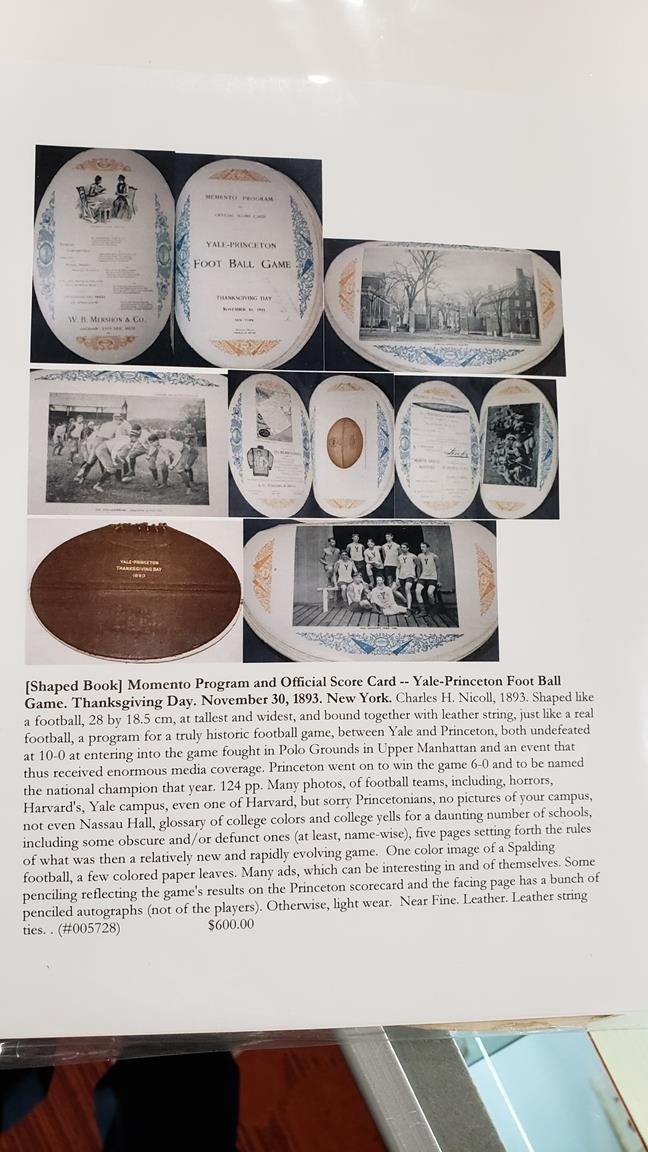 W. B. MERSHON & CO.
MEMENTO PROGRAM
OFFICIAL SCORE CARD
YALE-PRINCETON
FOOT BALL GAME
THANKSGIVING DAY
NOVEMBER 30, 1893
NEW YORK
YALE-PRINCETON
THANKSGIVING DAY
1893
[Shaped Book] Momento Program and Official Score Card -- Yale-Princeton Foot Ball
Game. Thanksgiving Day. November 30, 1893. New York. Charles H. Nicoll, 1893. Shaped like
a football, 28 by 18.5 cm, at tallest and widest, and bound together with leather string, just like a real
football, a program for a truly historic football game, between Yale and Princeton, both undefeated
at 10-0 at entering into the game fought in Polo Grounds in Upper Manhattan and an event that
thus received enormous media coverage. Princeton went on to win the game 6-0 and to be named
the national champion that year. 124 pp. Many photos, of football teams, including, horrors,
Harvard's, Yale campus, even one of Harvard, but sorry Princetonians, no pictures of your campus,
not even Nassau Hall, glossary of college colors and college yells for a daunting number of schools,
including some obscure and/or defunct ones (at least, name-wise), five pages setting forth the rules
of what was then a relatively new and rapidly evolving game. One color image of a Spalding
football, a few colored paper leaves. Many ads, which can be interesting in and of themselves. Some
penciling reflecting the game's results on the Princeton scorecard and the facing page has a bunch of
penciled autographs (not of the players). Otherwise, light wear. Near Fine. Leather. Leather string
ties. . (#005728) $600.00